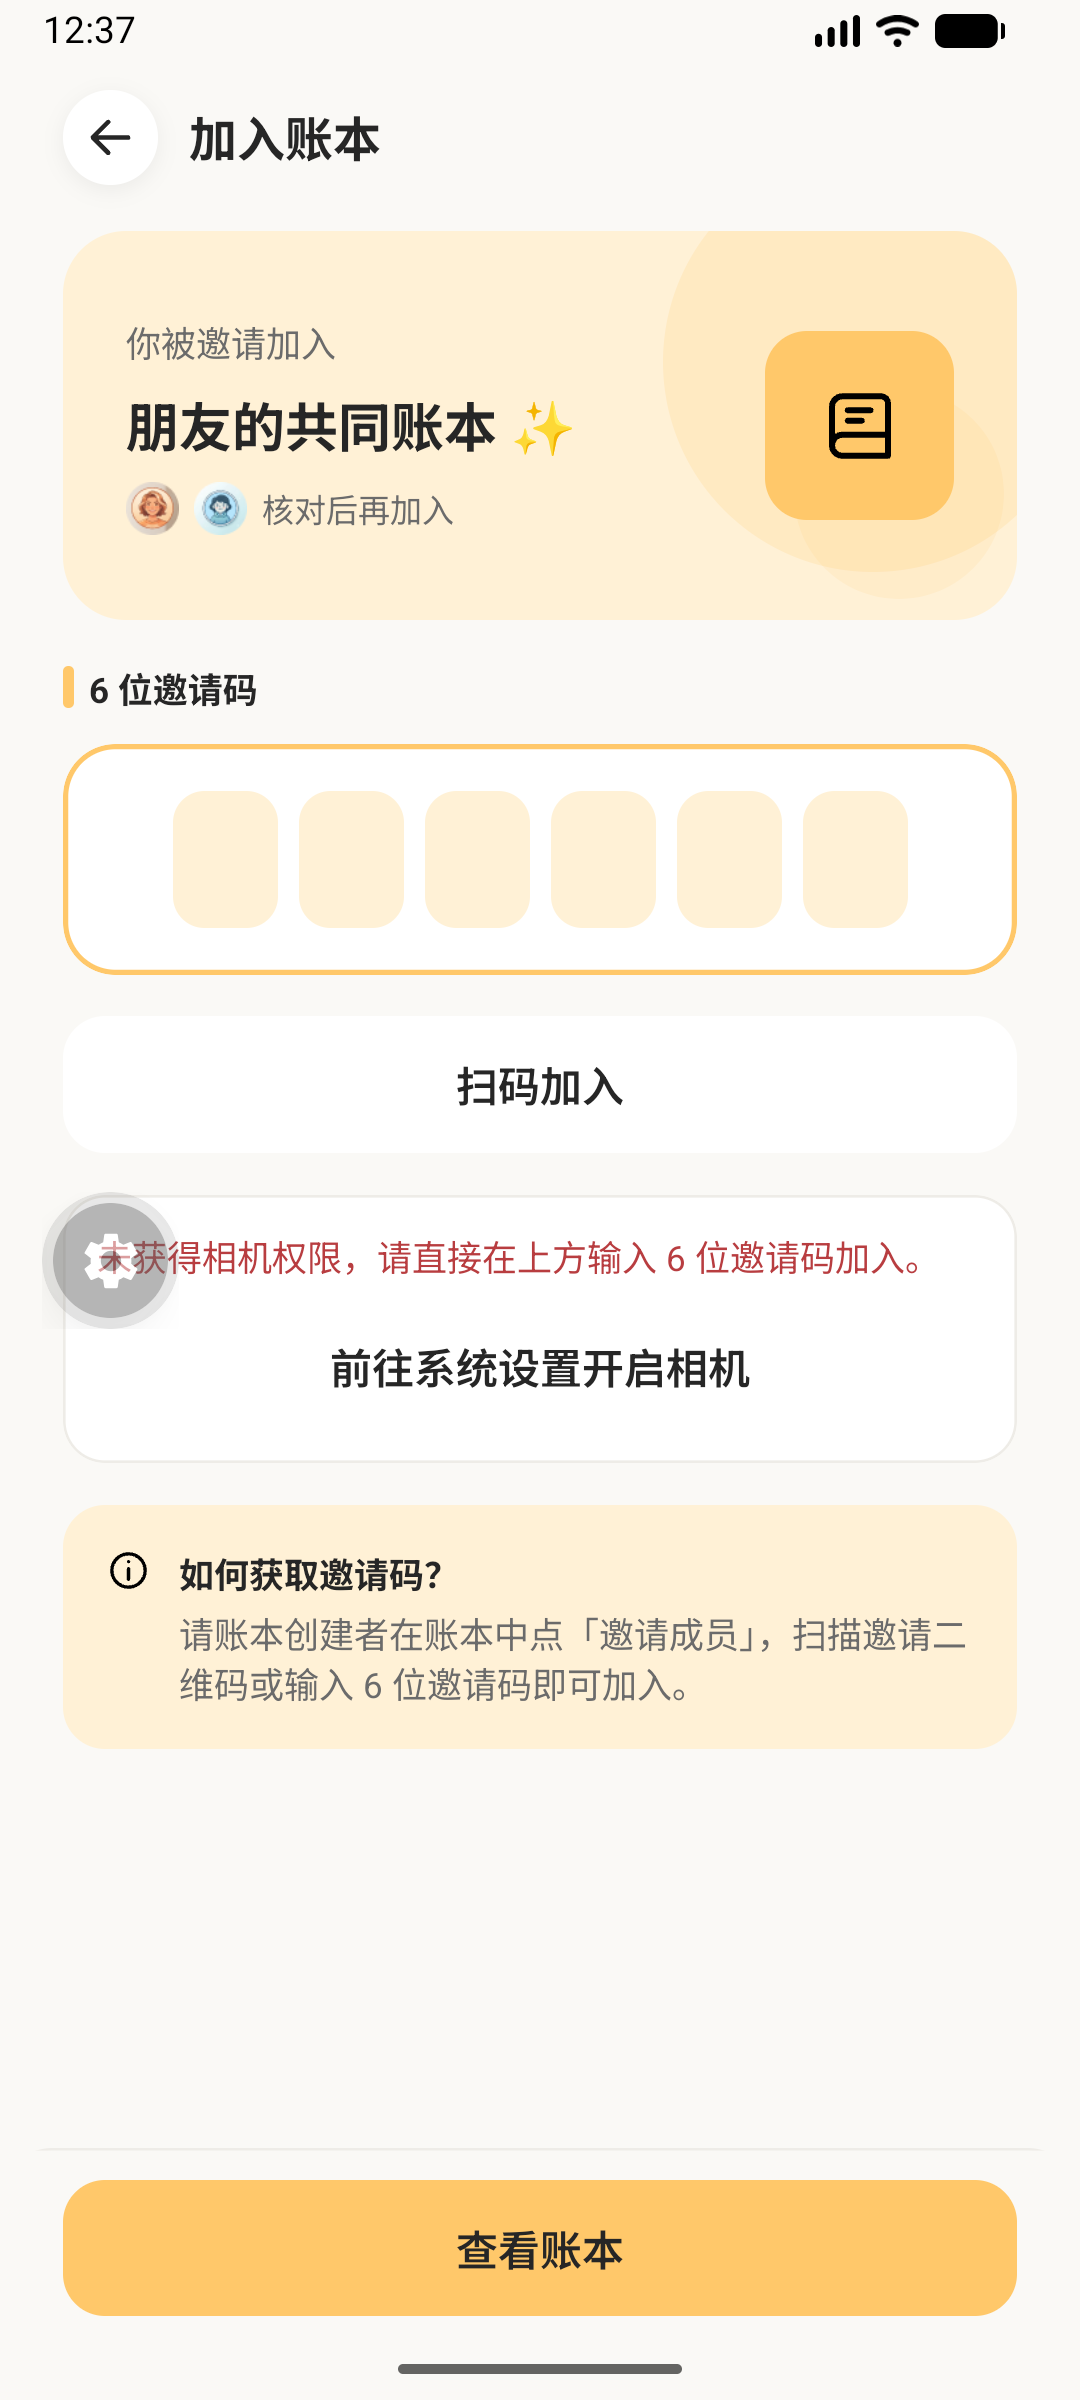 12:37
加入账本
你被邀请加入
朋友的共同账本 ✨
核对后再加入
6 位邀请码
扫码加入
未获得相机权限，请直接在上方输入 6 位邀请码加入。
前往系统设置开启相机
如何获取邀请码？
请账本创建者在账本中点「邀请成员」，扫描邀请二
维码或输入 6 位邀请码即可加入。
查看账本